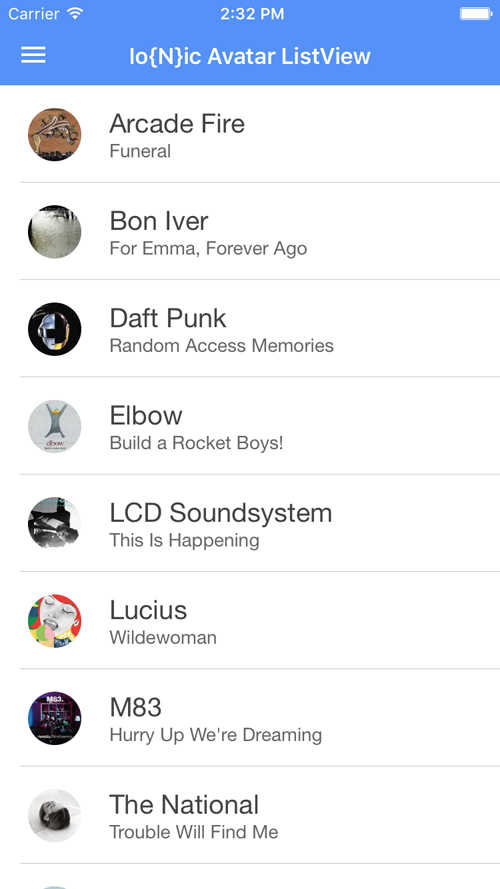 Carrier
2:32 PM
Io{N}ic Avatar ListView
Arcade Fire
Funeral
Bon Iver
For Emma, Forever Ago
Daft Punk
Random Access Memories
Elbow
Build a Rocket Boys!
elbow
LCD Soundsystem
This Is Happening
Lucius
Wildewoman
M83.
M83
Hurry Up We're Dreaming
The National
Trouble Will Find Me